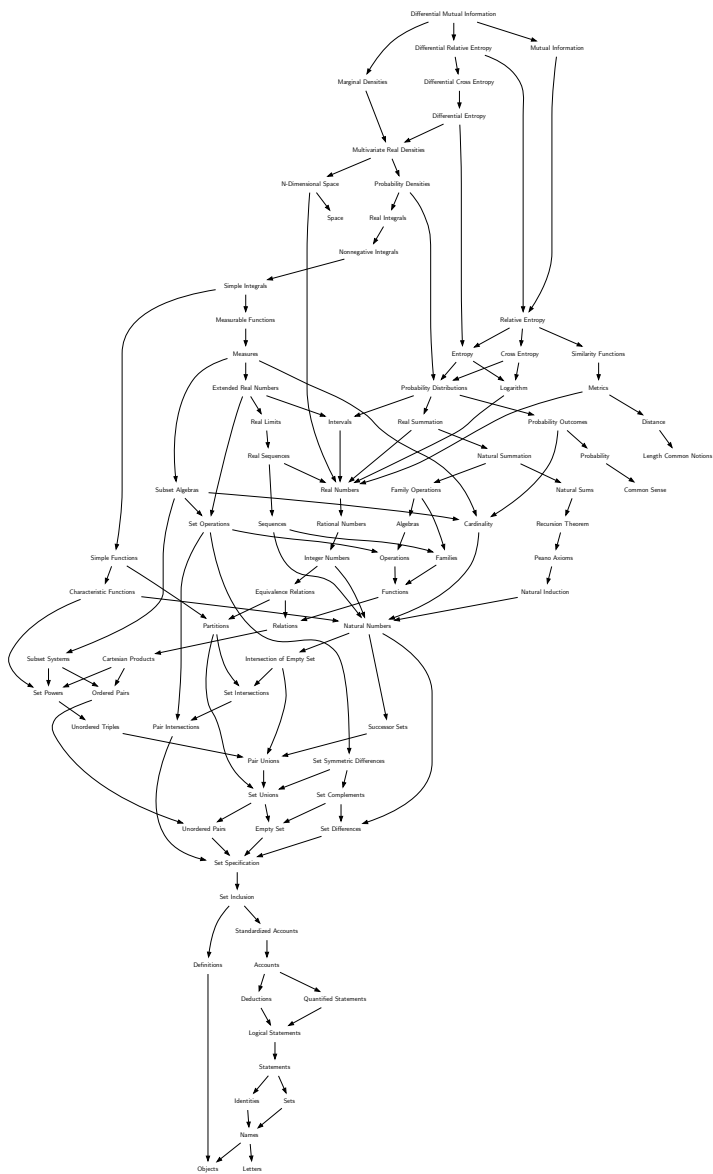 Differential Mutual Information
Differential Relative Entropy
Mutual Information
Marginal Densities
Differential Cross Entropy
Differential Entropy
Multivariate Real Densities
N-Dimensional Space
Probability Densities
Space
Real Integrals
Nonnegative Integrals
Simple Integrals
Measurable Functions
Relative Entropy
Measures
Entropy
Cross Entropy
Similarity Functions
Extended Real Numbers
Probability Distributions
Logarithm
Metrics
Real Limits
Intervals
Real Summation
Probability Outcomes
Distance
Real Sequences
Natural Summation
Probability
Length Common Notions
Subset Algebras
Real Numbers
Family Operations
Natural Sums
Common Sense
Set Operations
Sequences
Rational Numbers
Algebras
Cardinality
Recursion Theorem
Simple Functions
Integer Numbers
Operations
Families
Peano Axioms
Characteristic Functions
Equivalence Relations
Functions
Natural Induction
Partitions
Relations
Natural Numbers
Subset Systems
Cartesian Products
Intersection of Empty Set
Set Powers
Ordered Pairs
Set Intersections
Unordered Triples
Pair Intersections
Successor Sets
Pair Unions
Set Symmetric Differences
Set Unions
Set Complements
Unordered Pairs
Empty Set
Set Differences
Set Specification
Set Inclusion
Standardized Accounts
Definitions
Accounts
Deductions
Quantified Statements
Logical Statements
Statements
Identities
Sets
Names
Objects
Letters